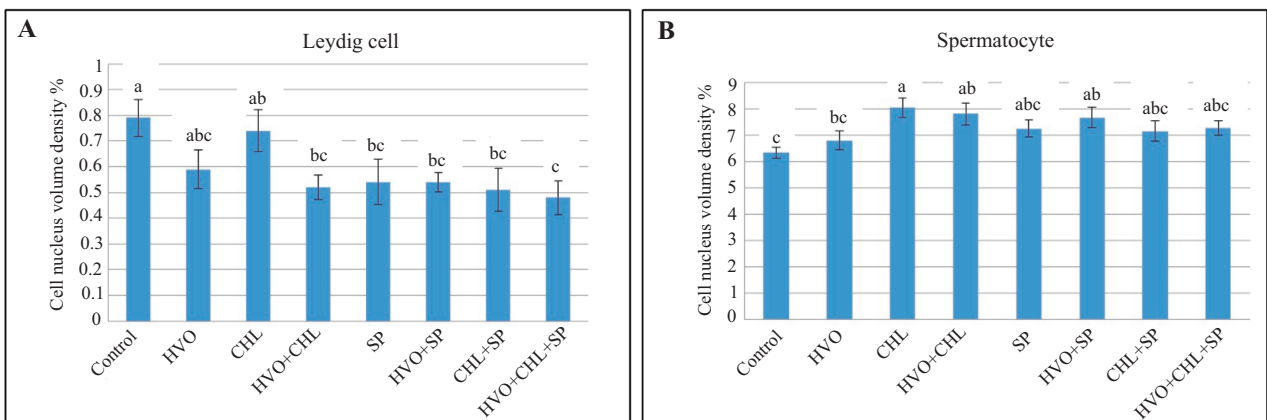 A
Leydig cell
Cell nucleus volume density %
1
0.9
0.8
0.7
0.6
0.5
0.4
0.3
0.2
0.1
0
a
abc
ab
bc
bc
bc
bc
c
Control
HVO
CHL
HVO+CHL
SP
HVO+SP
CHL+SP
HVO+CHL+SP
B
Spermatocyte
Cell nucleus volume density %
9
8
7
6
5
4
3
2
1
0
c
bc
a
ab
abc
ab
abc
abc
Control
HVO
CHL
HVO+CHL
SP
HVO+SP
CHL+SP
HVO+CHL+SP